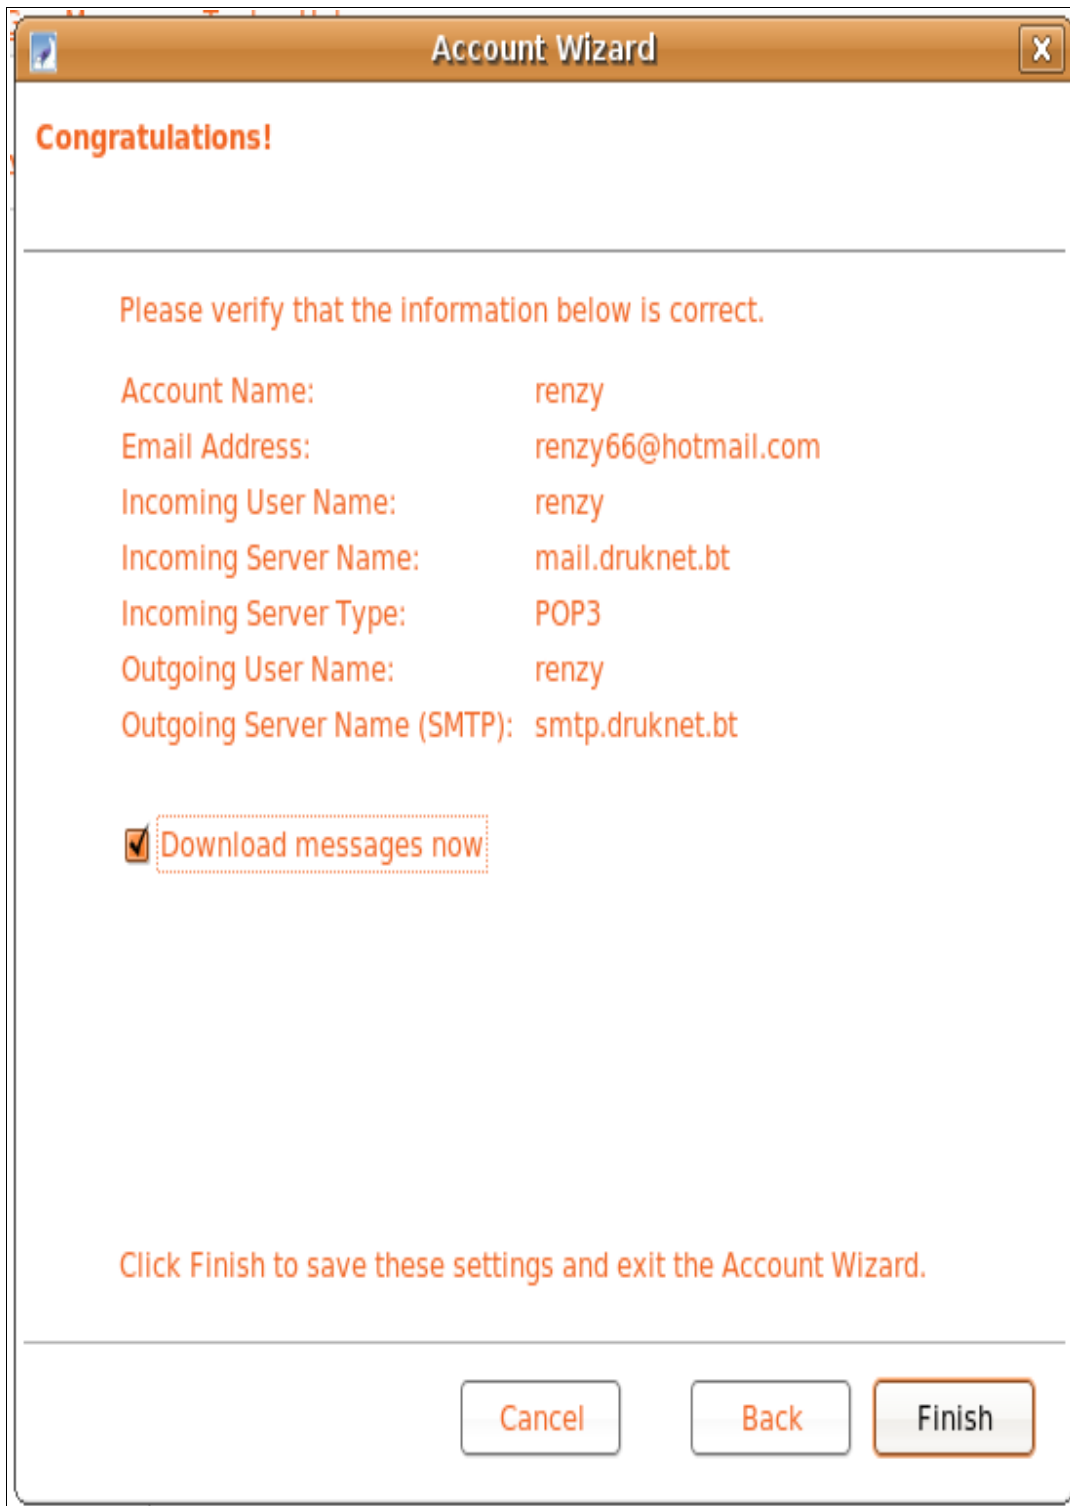 Account Wizard
Congratulations!
Please verify that the information below is correct.
Account Name: renzy
Email Address: renzy66@hotmail.com
Incoming User Name: renzy
Incoming Server Name: mail.druknet.bt
Incoming Server Type: POP3
Outgoing User Name: renzy
Outgoing Server Name (SMTP): smtp.druknet.bt
Download messages now
Click Finish to save these settings and exit the Account Wizard.
Cancel Back Finish